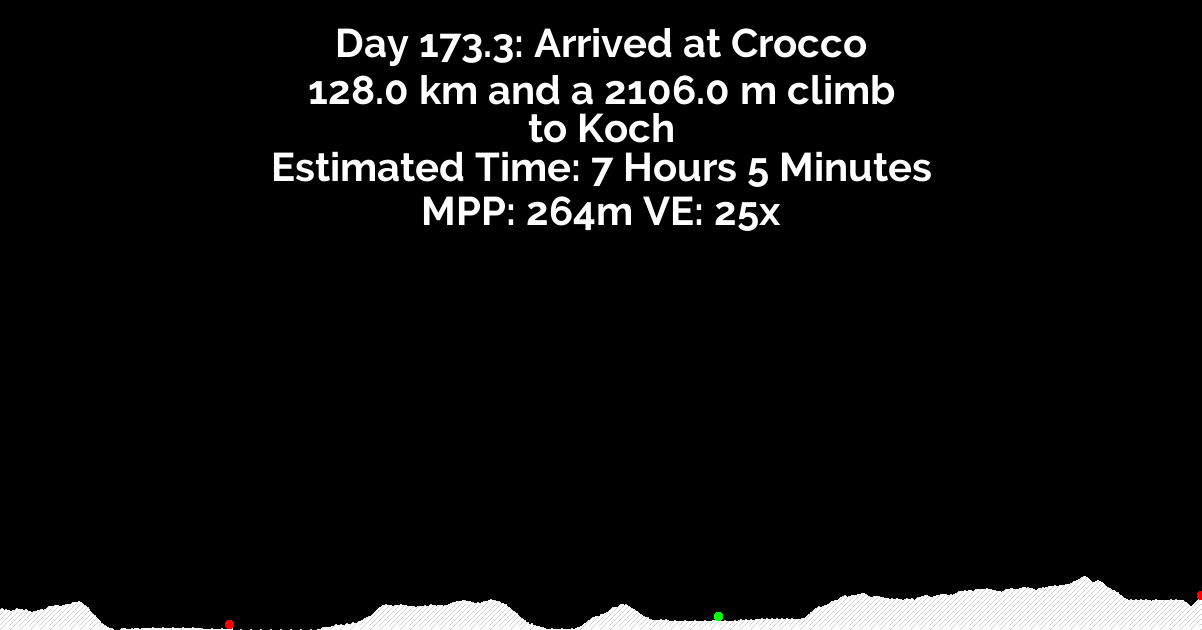 Day 173.3: Arrived at Crocco
128.0 km and a 2106.0 m climb
to Koch
Estimated Time: 7 Hours 5 Minutes
MPP: 264m VE: 25x